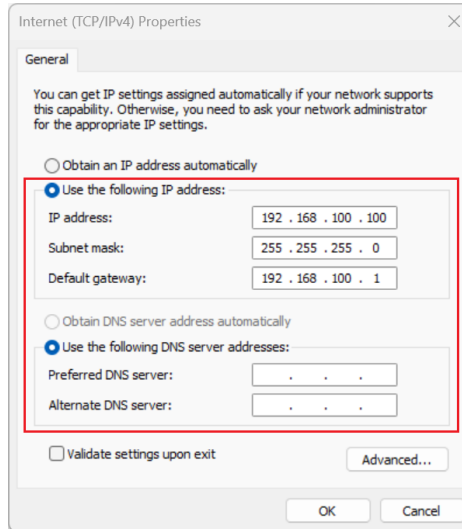 Internet (TCP/IPv4) Properties
General
You can get IP settings assigned automatically if your network supports
this capability. Otherwise, you need to ask your network administrator
for the appropriate IP settings.
Obtain an IP address automatically
Use the following IP address:
IP address: 192 . 168 . 100 . 100
Subnet mask: 255 . 255 . 255 . 0
Default gateway: 192 . 168 . 100 . 1
Obtain DNS server address automatically
Use the following DNS server addresses:
Preferred DNS server: . . .
Alternate DNS server: . . .
Validate settings upon exit
Advanced...
OK Cancel